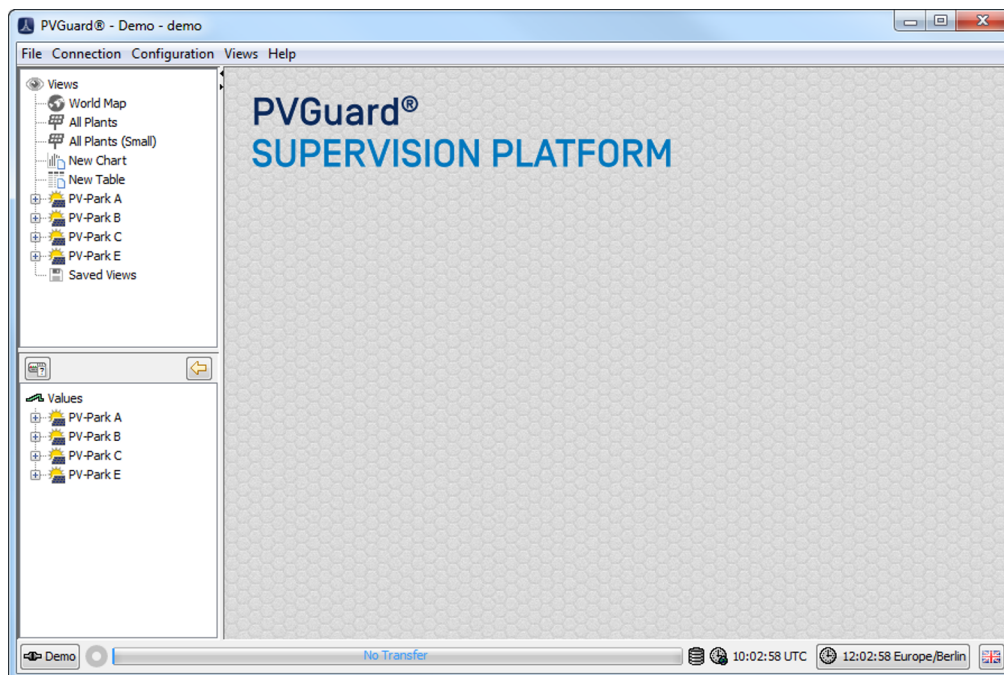 PVGuard® - Demo - demo
File Connection Configuration Views Help
Views
World Map
All Plants
All Plants (Small)
New Chart
New Table
PV-Park A
PV-Park B
PV-Park C
PV-Park E
Saved Views
Values
PV-Park A
PV-Park B
PV-Park C
PV-Park E
PVGuard®
SUPERVISION PLATFORM
Demo No Transfer 10:02:58 UTC 12:02:58 Europe/Berlin